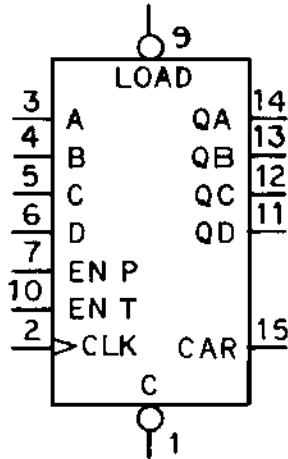 9
LOAD
3 A QA 14
4 B QB 13
5 C QC 12
6 D QD 11
7 EN P
10 EN T
2 CLK CAR 15
C
1